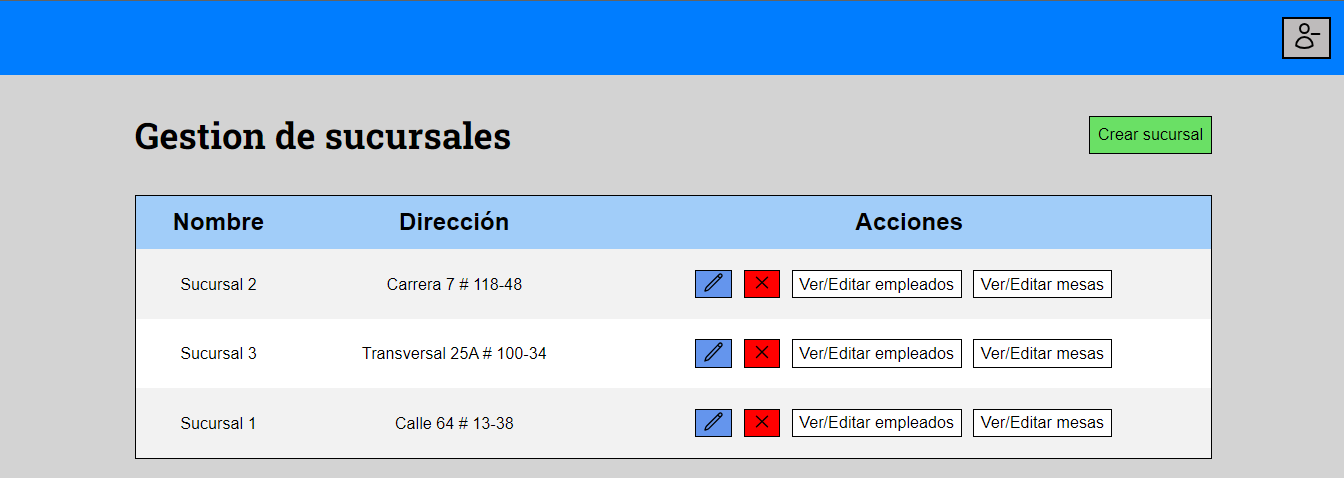 Gestion de sucursales
Crear sucursal
Nombre Dirección Acciones
Sucursal 2 Carrera 7 # 118-48 Ver/Editar empleados Ver/Editar mesas
Sucursal 3 Transversal 25A # 100-34 Ver/Editar empleados Ver/Editar mesas
Sucursal 1 Calle 64 # 13-38 Ver/Editar empleados Ver/Editar mesas